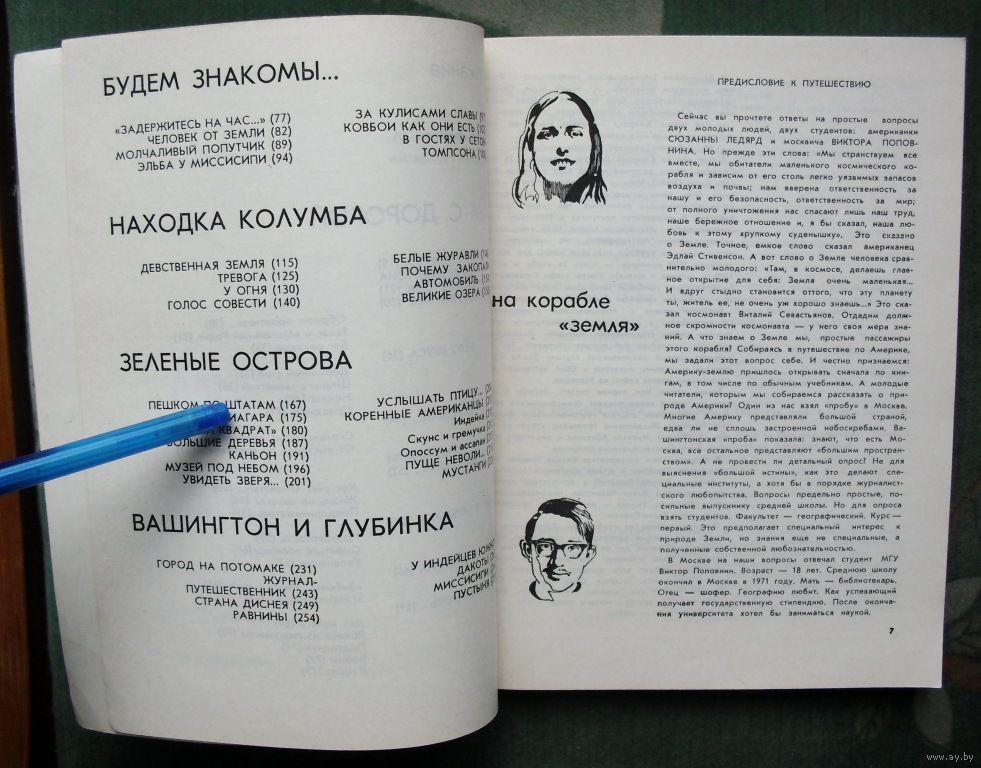 БУДЕМ ЗНАКОМЫ...
«ЗАДЕРЖИТЕСЬ НА ЧАС...» (77)
ЧЕЛОВЕК ОТ ЗЕМЛИ (82)
МОЛЧАЛИВЫЙ ПОПУТЧИК (89)
ЭЛЬБА У МИССИСИПИ (94)
ЗА КУЛИСАМИ СЛАВЫ
КОВБОИ КАК ОНИ ЕСТЬ
В ГОСТЯХ У СЕТОНА-
ТОМПСОНА
НАХОДКА КОЛУМБА
ДЕВСТВЕННАЯ ЗЕМЛЯ (115)
ТРЕВОГА (125)
У ОГНЯ (130)
ГОЛОС СОВЕСТИ (140)
БЕЛЫЕ ЖУРАВЛИ
ПОЧЕМУ ЗАКОПАЛИ
АВТОМОБИЛЬ
ВЕЛИКИЕ ОЗЕРА
ЗЕЛЕНЫЕ ОСТРОВА
ПЕШКОМ ПО ШТАТАМ (167)
НИАГАРА (175)
КВАДРАТ» (180)
БОЛЬШИЕ ДЕРЕВЬЯ (187)
КАНЬОН (191)
МУЗЕЙ ПОД НЕБОМ (196)
УВИДЕТЬ ЗВЕРЯ... (201)
УСЛЫШАТЬ ПТИЦУ...
КОРЕННЫЕ АМЕРИКАНЦЫ
Индейка
Скунс и гремучка
Опоссум и ассапан
ПУЩЕ НЕВОЛИ...
МУСТАНГИ
ВАШИНГТОН И ГЛУБИНКА
ГОРОД НА ПОТОМАКЕ (231)
ЖУРНАЛ-
ПУТЕШЕСТВЕННИК (243)
СТРАНА ДИСНЕЯ (249)
РАВНИНЫ (254)
У ИНДЕЙЦЕВ
ДАКОТЫ
МИССИСИПИ
ПУСТЫНЯ
на корабле
«земля»
ПРЕДИСЛОВИЕ К ПУТЕШЕСТВИЮ
Сейчас вы прочтете ответы на простые вопросы
двух молодых людей, двух студентов: американки
СЮЗАННЫ ЛЕДЯРД и москвича ВИКТОРА ПОПОВ-
НИНА. Но прежде эти слова: «Мы странствуем все
вместе, мы обитатели маленького космического ко-
рабля и зависим от его столь легко уязвимых запасов
воздуха и почвы; нам вверена ответственность за
нашу и его безопасность, ответственность за мир;
от полного уничтожения нас спасают лишь наш труд,
наше бережное отношение и, я бы сказал, наша лю-
бовь к этому хрупкому суденышку». Это сказано
о Земле. Точное, емкое слово сказал американец
Эдлай Стивенсон. А вот слово о Земле человека срав-
нительно молодого: «Там, в космосе, делаешь глав-
ное открытие для себя: Земля очень маленькая...
И вдруг стыдно становится оттого, что эту планету
ты, житель ее, не очень уж хорошо знаешь...» Это ска-
зал космонавт Виталий Севастьянов. Отдадим долж-
ное скромности космонавта — у него своя мера зна-
ний. А что знаем о Земле мы, простые пассажиры
этого корабля? Собираясь в путешествие по Америке,
мы задали этот вопрос себе. И честно признаемся:
Америку-землю пришлось открывать сначала по кни-
гам, в том числе по обычным учебникам. А молодые
читатели, которым мы собираемся рассказать о при-
роде Америки? Один из нас взял «пробу» в Москве.
Многие Америку представляли большой страной,
едва ли не сплошь застроенной небоскребами. Ва-
шингтонская «проба» показала: знают, что есть Мос-
ква, все остальное представляют «большим простран-
ством». А не провести ли детальный опрос? Не для
выяснения «большой истины», как это делают спе-
циальные институты, а хотя бы в порядке журналист-
ского любопытства. Вопросы предельно простые, по-
сильные выпускнику средней школы. Но для опроса
взять студентов. Факультет — географический. Курс —
первый. Это предполагает специальный интерес к
природе Земли, но знания еще не специальные, а
полученные собственной любознательностью.
В Москве на наши вопросы отвечал студент МГУ
Виктор Поповнин. Возраст — 18 лет. Среднюю школу
окончил в Москве в 1971 году. Мать — библиотекарь.
Отец — шофер. Географию любит. Как успевающий
получает государственную стипендию. После оконча-
ния университета хотел бы заниматься наукой.
7
www.ay.by